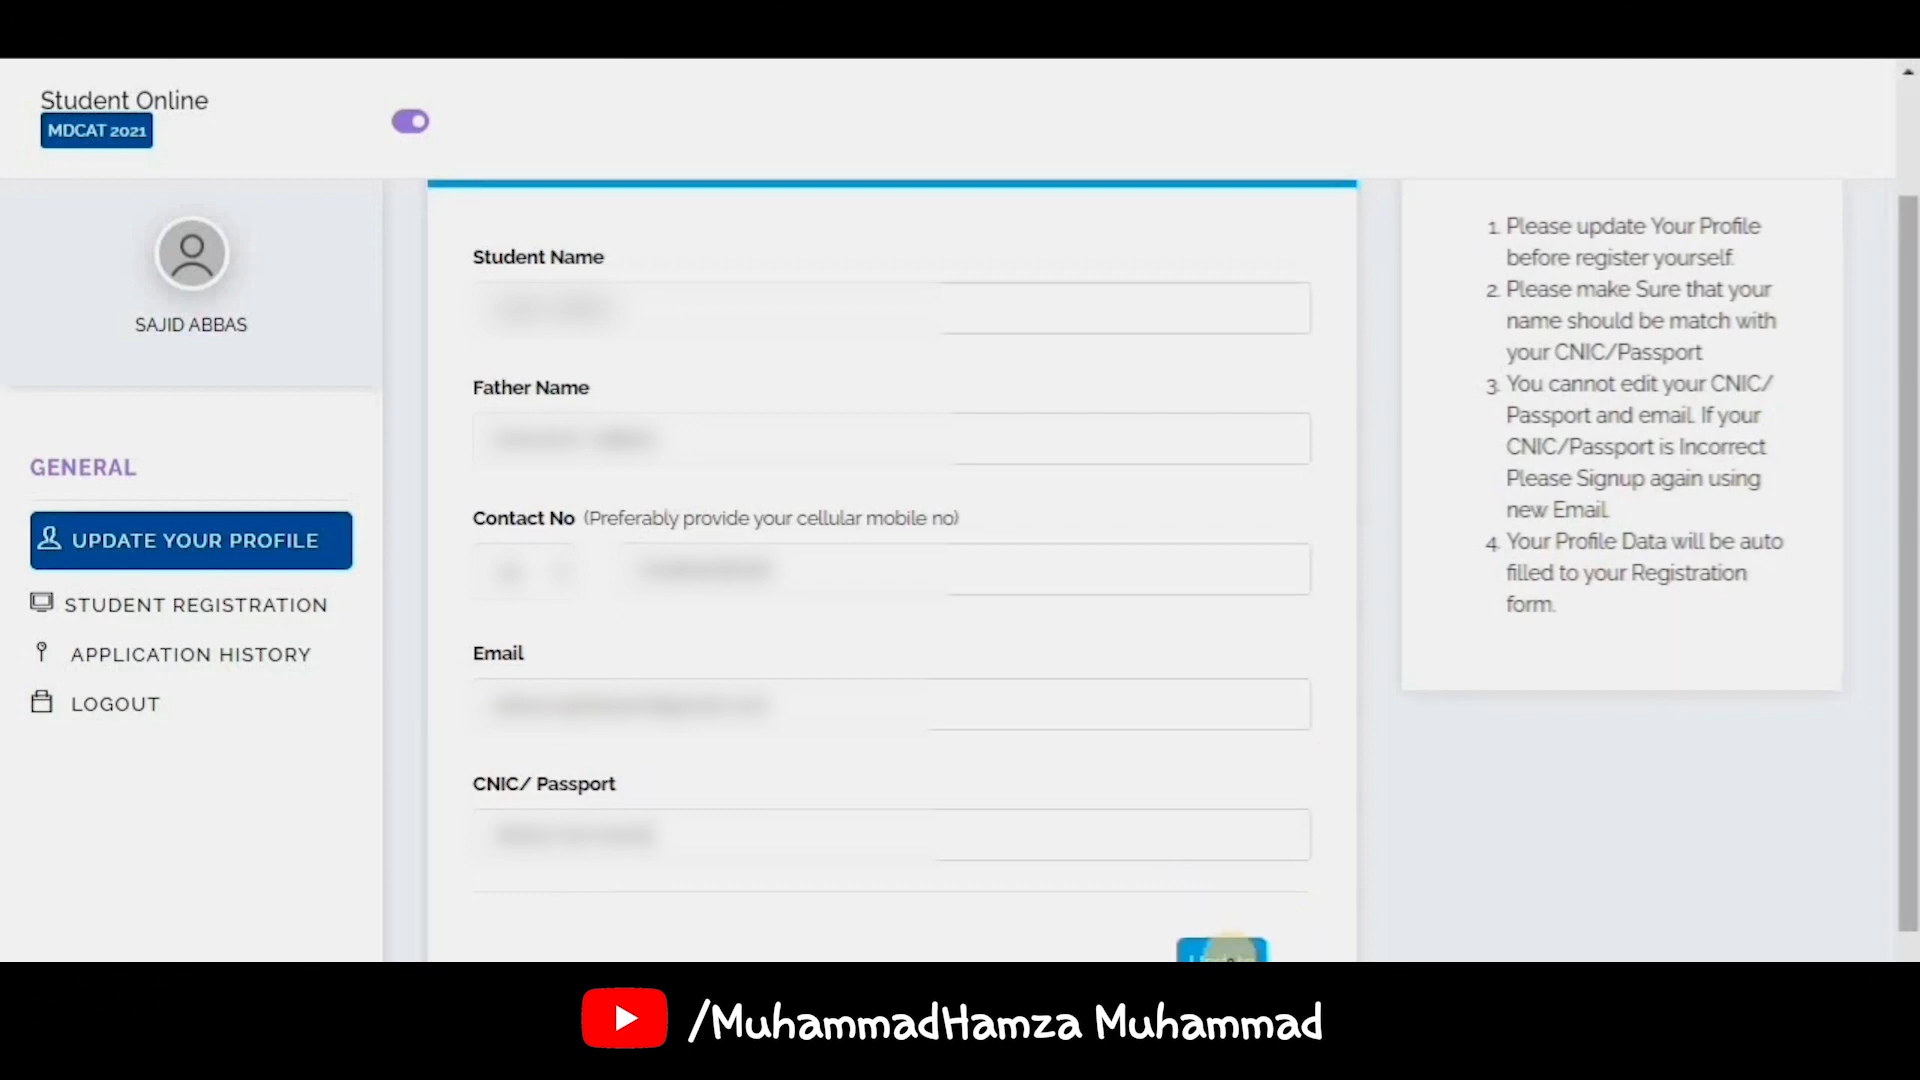 Student Online
MDCAT 2021
SAJID ABBAS
GENERAL
UPDATE YOUR PROFILE
STUDENT REGISTRATION
APPLICATION HISTORY
LOGOUT
Student Name
Father Name
Contact No (Preferably provide your cellular mobile no)
Email
CNIC/ Passport
1. Please update Your Profile
before register yourself.
2. Please make Sure that your
name should be match with
your CNIC/Passport
3. You cannot edit your CNIC/
Passport and email. If your
CNIC/Passport is Incorrect
Please Signup again using
new Email.
4. Your Profile Data will be auto
filled to your Registration
form.
/MuhammadHamza Muhammad